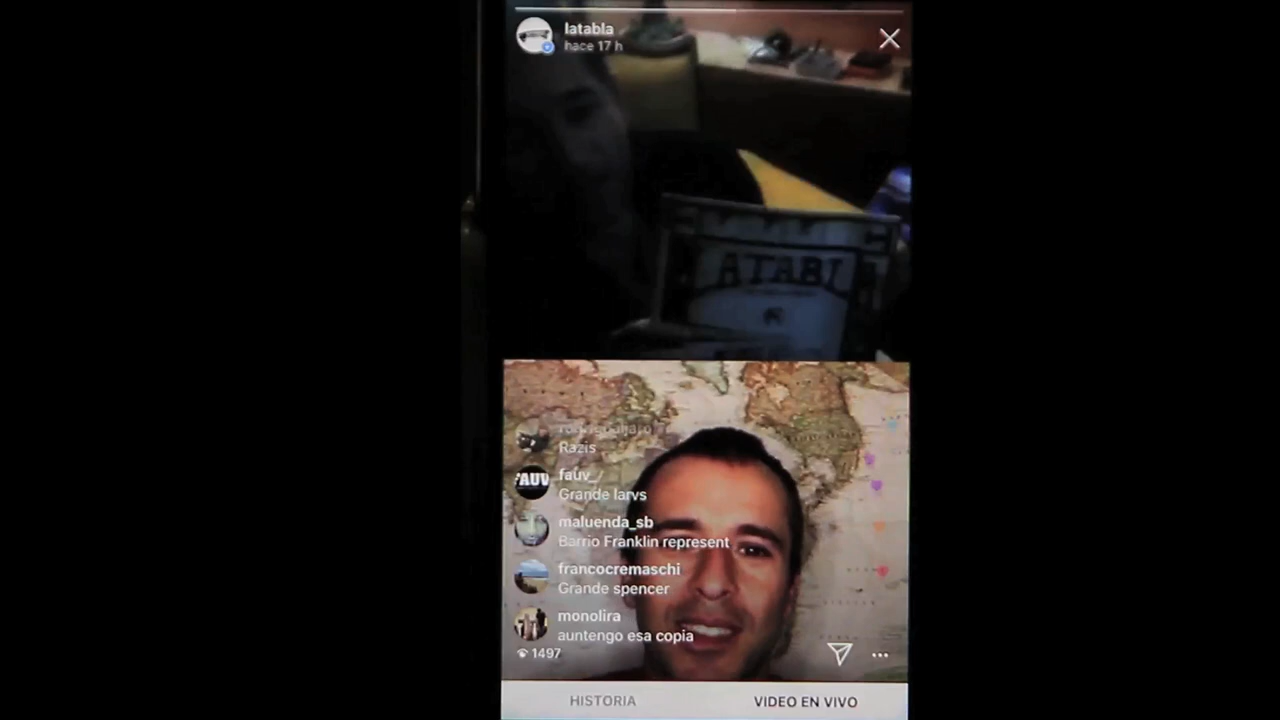 latabla
hace 17 h
LATABLA
Razis
fauv_
Grande larvs
maluenda_sb
Barrio Franklin represent
francocremaschi
Grande spencer
monolira
auntengo esa copia
1497
HISTORIA
VIDEO EN VIVO